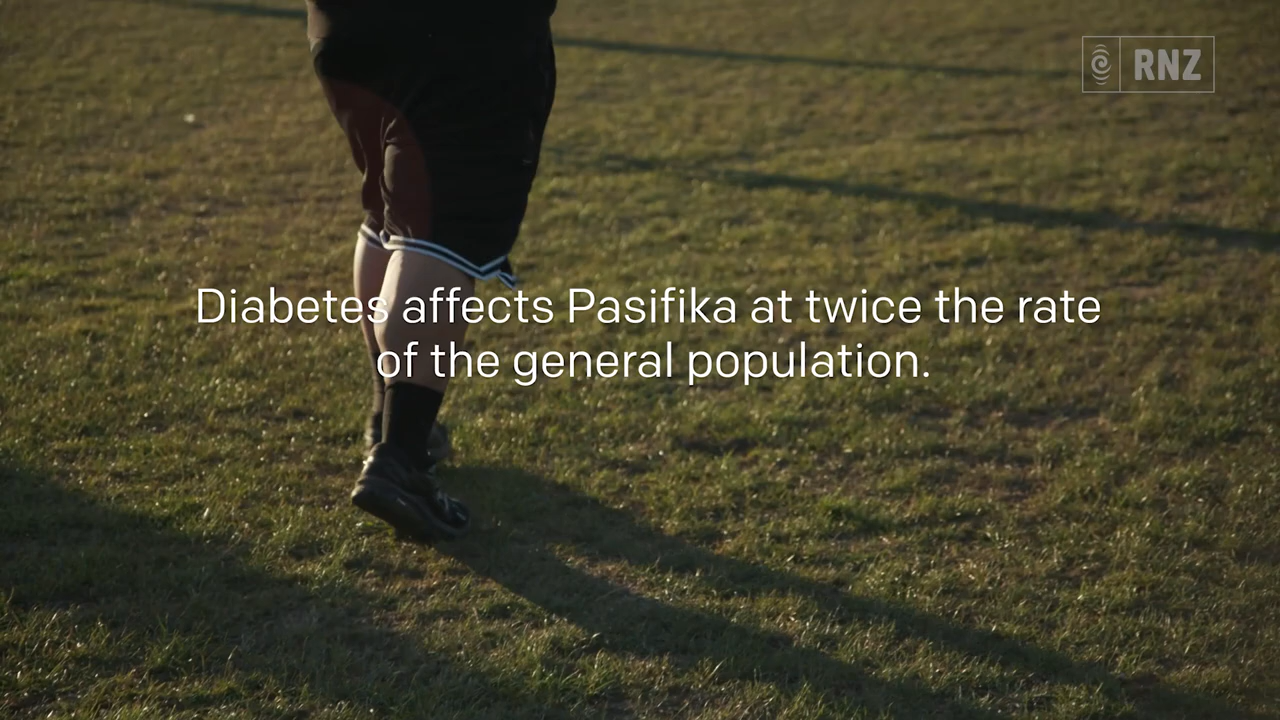 RNZ
Diabetes affects Pasifika at twice the rate
of the general population.